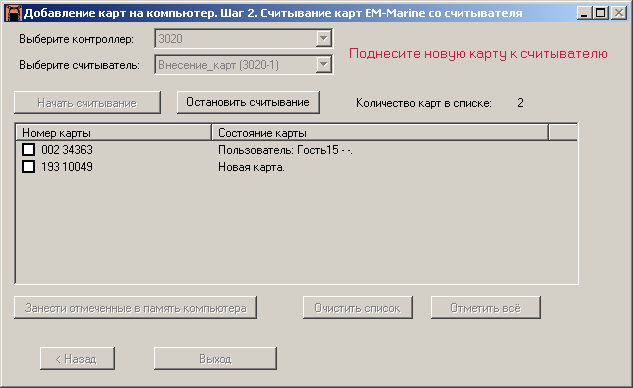 Добавление карт на компьютер. Шаг 2. Считывание карт EM-Marine со считывателя
Выберите контроллер: 3020
Поднесите новую карту к считывателю
Выберите считыватель: Внесение_карт (3020-1)
Начать считывание Остановить считывание Количество карт в списке: 2
Номер карты Состояние карты
002 34363 Пользователь: Гость15 - -.
193 10049 Новая карта.
Занести отмеченные в память компьютера Очистить список Отметить всё
< Назад Выход